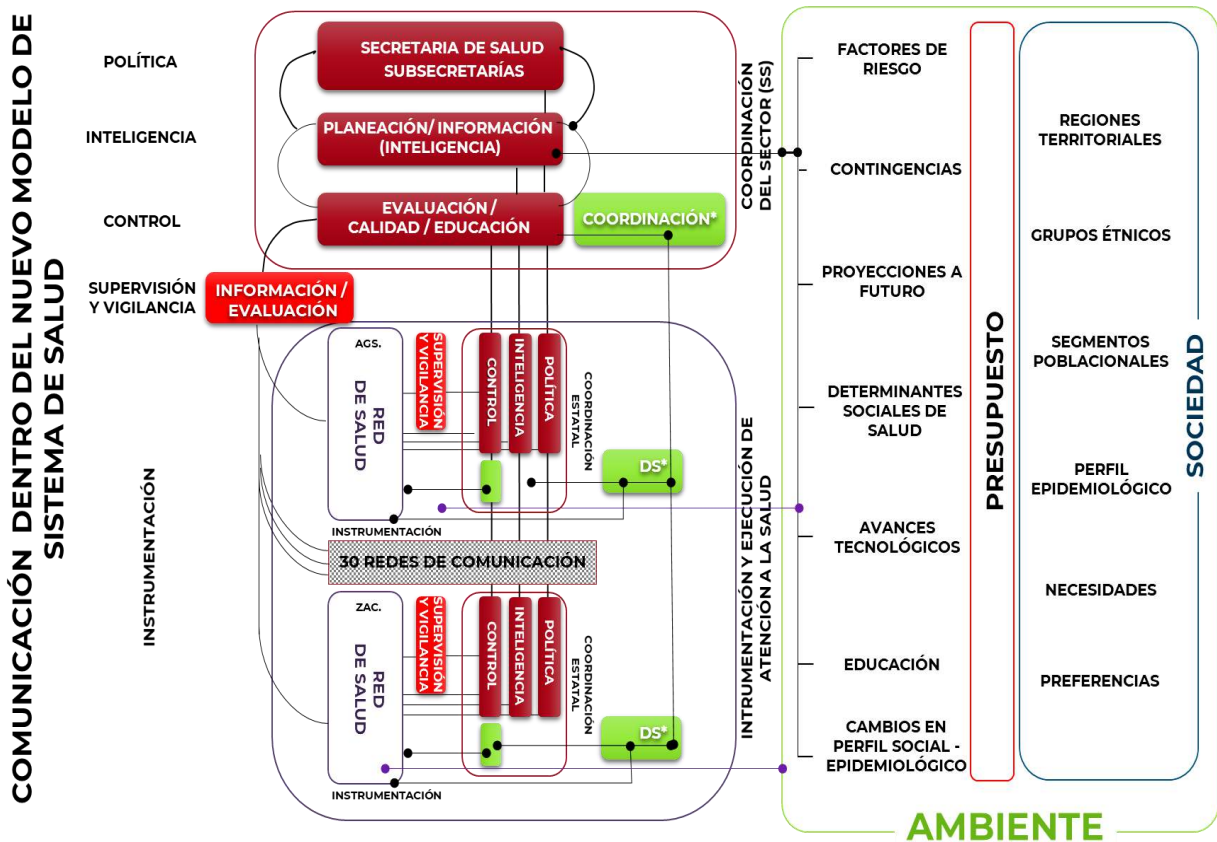 COMUNICACIÓN DENTRO DEL NUEVO MODELO DE
SISTEMA DE SALUD
POLÍTICA
INTELIGENCIA
CONTROL
SUPERVISIÓN
Y VIGILANCIA
INSTRUMENTACIÓN
SECRETARIA DE SALUD
SUBSECRETARÍAS
PLANEACIÓN/ INFORMACIÓN
(INTELIGENCIA)
EVALUACIÓN /
CALIDAD / EDUCACIÓN
COORDINACIÓN*
COORDINACIÓN
DEL SECTOR (SS)
INFORMACIÓN /
EVALUACIÓN
AGS.
RED
DE SALUD
SUPERVISIÓN
Y VIGILANCIA
CONTROL
INTELIGENCIA
POLÍTICA
COORDINACIÓN
ESTATAL
DS*
INSTRUMENTACIÓN
30 REDES DE COMUNICACIÓN
ZAC.
RED
DE SALUD
SUPERVISIÓN
Y VIGILANCIA
CONTROL
INTELIGENCIA
POLÍTICA
COORDINACIÓN
ESTATAL
DS*
INSTRUMENTACIÓN
INTRUMENTACIÓN Y EJECUCIÓN DE
ATENCIÓN A LA SALUD
FACTORES DE
RIESGO
CONTINGENCIAS
PROYECCIONES A
FUTURO
DETERMINANTES
SOCIALES DE
SALUD
AVANCES
TECNOLÓGICOS
EDUCACIÓN
CAMBIOS EN
PERFIL SOCIAL -
EPIDEMIOLÓGICO
PRESUPUESTO
REGIONES
TERRITORIALES
GRUPOS ÉTNICOS
SEGMENTOS
POBLACIONALES
PERFIL
EPIDEMIOLÓGICO
NECESIDADES
PREFERENCIAS
SOCIEDAD
AMBIENTE